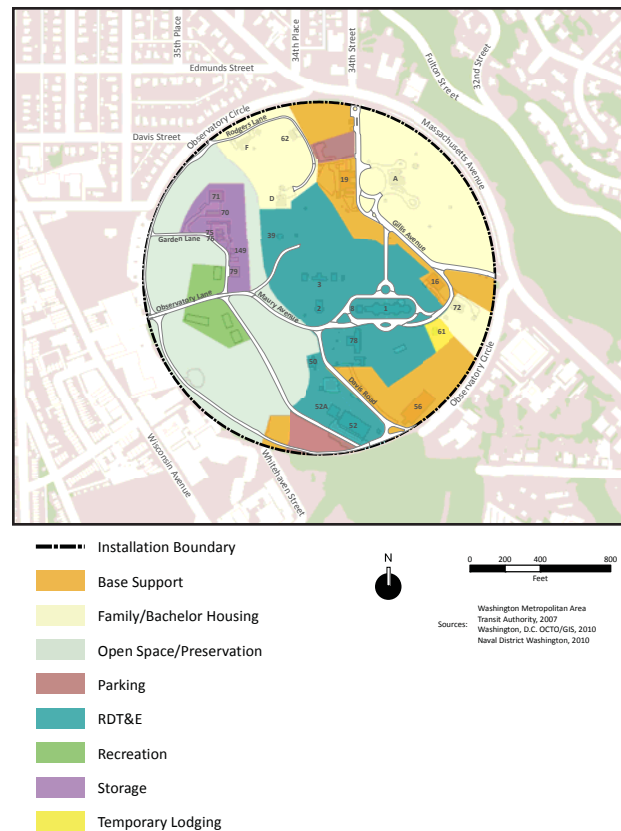 35th Place
34th Place
34th Street
Fulton Street
32nd Street
Edmunds Street
Observatory Circle
Massachusetts Avenue
Davis Street
Rodgers Lane
F
62
A
19
D
71
70
75
76
Garden Lane
149
79
39
Gillis Avenue
3
16
2
8
1
72
Observatory Lane
Maury Avenue
61
78
50
Davis Road
Observatory Circle
56
52A
52
Wisconsin Avenue
Whitehaven Street
Installation Boundary
Base Support
Family/Bachelor Housing
Open Space/Preservation
Parking
RDT&E
Recreation
Storage
Temporary Lodging
N
0 200 400 800
Feet
Sources:
Washington Metropolitan Area
Transit Authority, 2007
Washington, D.C. OCTO/GIS, 2010
Naval District Washington, 2010